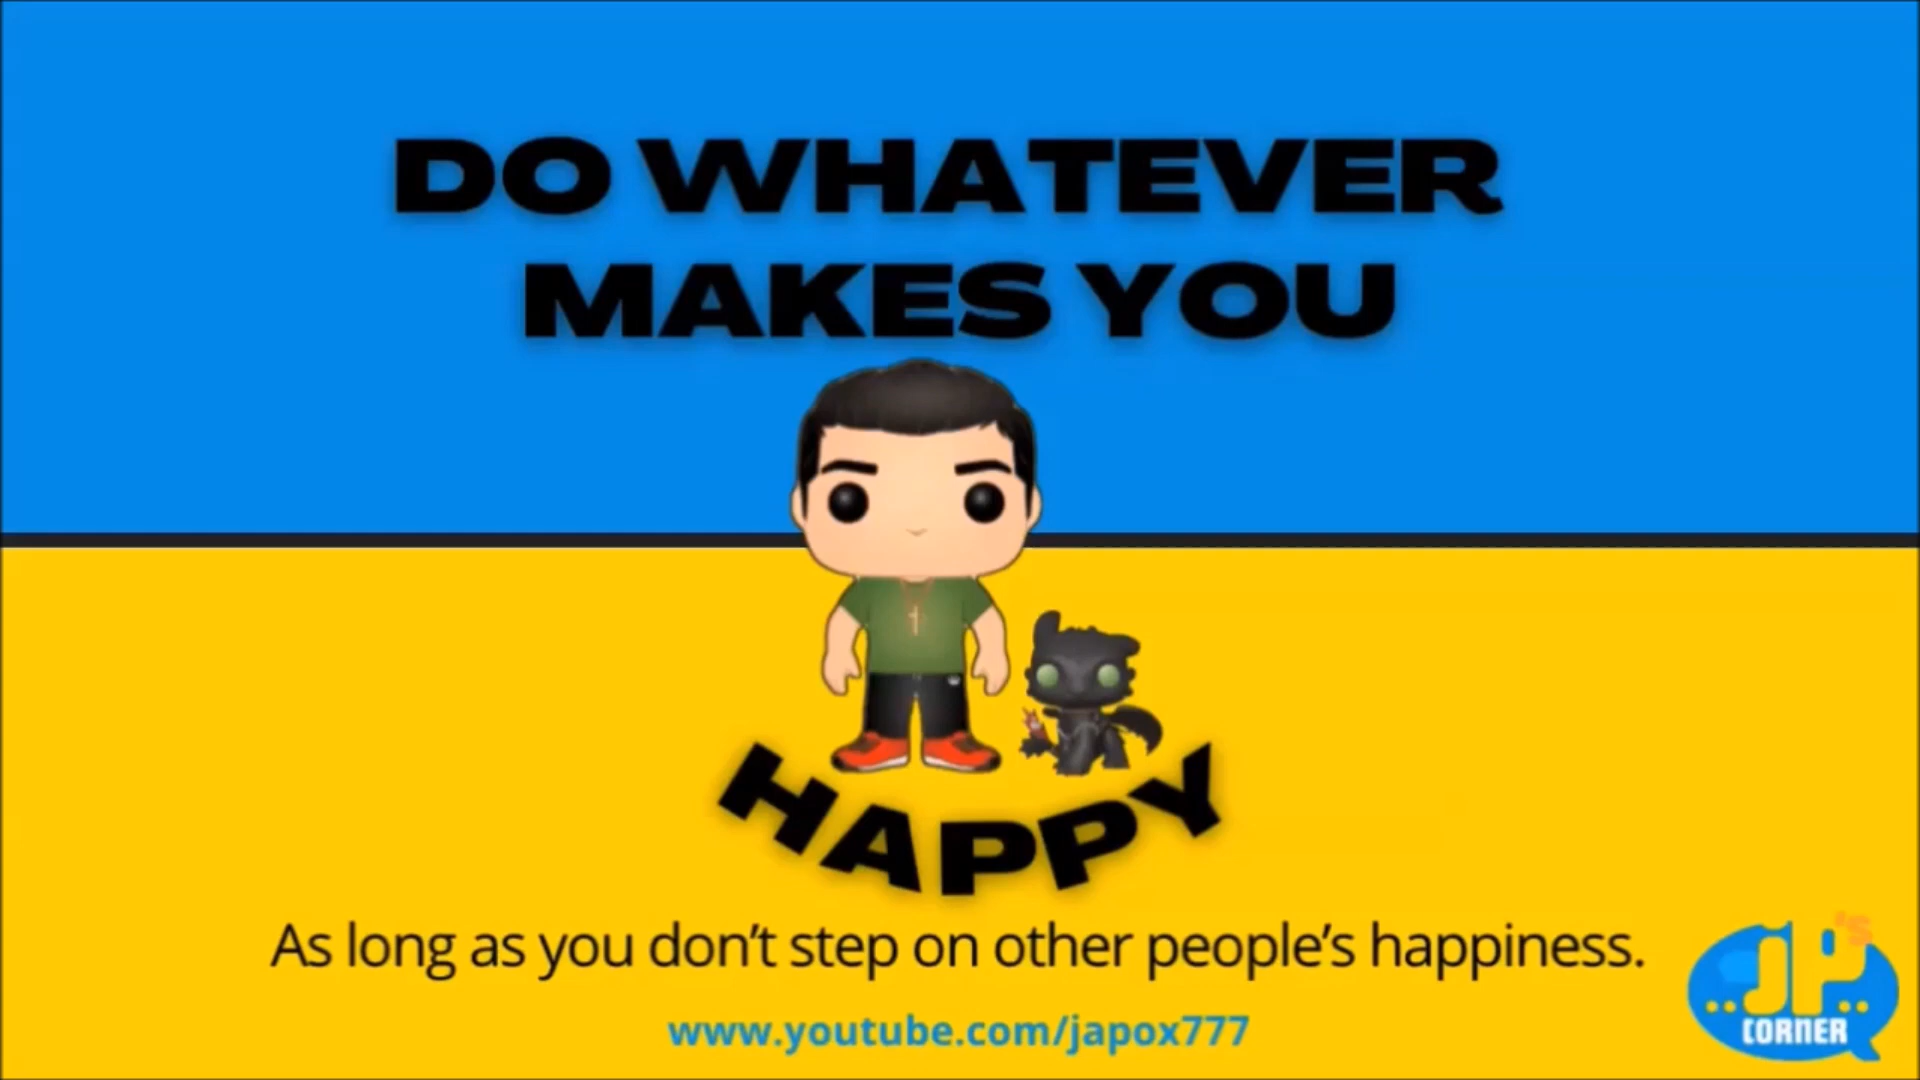 DO WHATEVER
MAKES YOU
HAPPY
As long as you don't step on other people's happiness.
www.youtube.com/japox777
JP's
CORNER